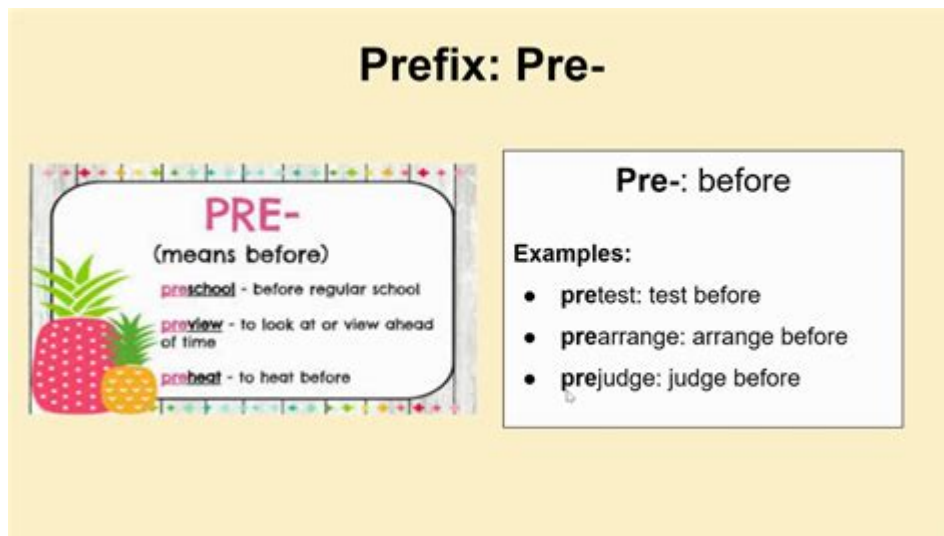 Prefix: Pre-
PRE-
(means before)
preschool - before regular school
preview - to look at or view ahead
of time
preheat - to heat before
Pre-: before
Examples:
● pretest: test before
● prearrange: arrange before
● prejudge: judge before